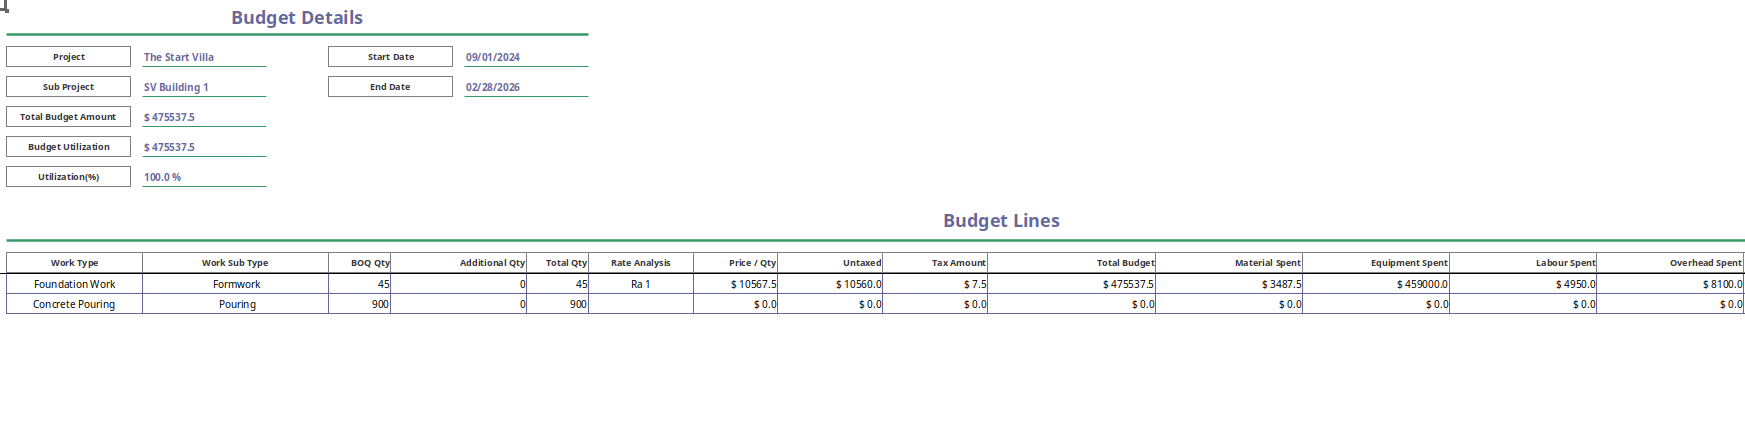 Budget Details
Project The Start Villa Start Date 09/01/2024
Sub Project SV Building 1 End Date 02/28/2026
Total Budget Amount $ 475537.5
Budget Utilization $ 475537.5
Utilization(%) 100.0 %
Budget Lines
Work Type Work Sub Type BOQ Qty Additional Qty Total Qty Rate Analysis Price / Qty Untaxed Tax Amount Total Budget Material Spent Equipment Spent Labour Spent Overhead Spent
Foundation Work Formwork 45 0 45 Ra 1 $ 10567.5 $ 10560.0 $ 7.5 $ 475537.5 $ 3487.5 $ 459000.0 $ 4950.0 $ 8100.0
Concrete Pouring Pouring 900 0 900 $ 0.0 $ 0.0 $ 0.0 $ 0.0 $ 0.0 $ 0.0 $ 0.0 $ 0.0